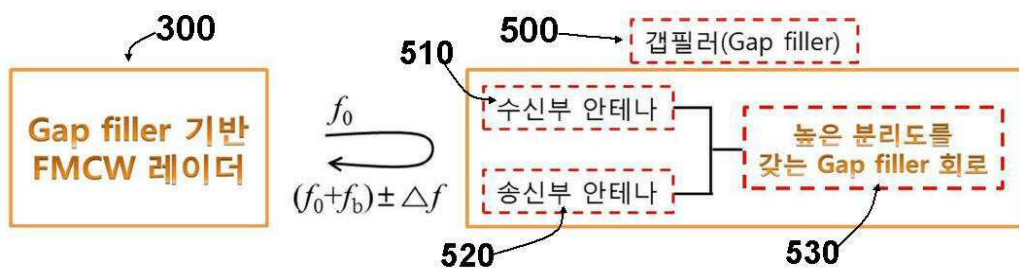 300
500
갭필러(Gap filler)
510
Gap filler 기반
FMCW 레이더
f₀
(f₀+f_b) ± △f
수신부 안테나
송신부 안테나
높은 분리도를
갖는 Gap filler 회로
520
530